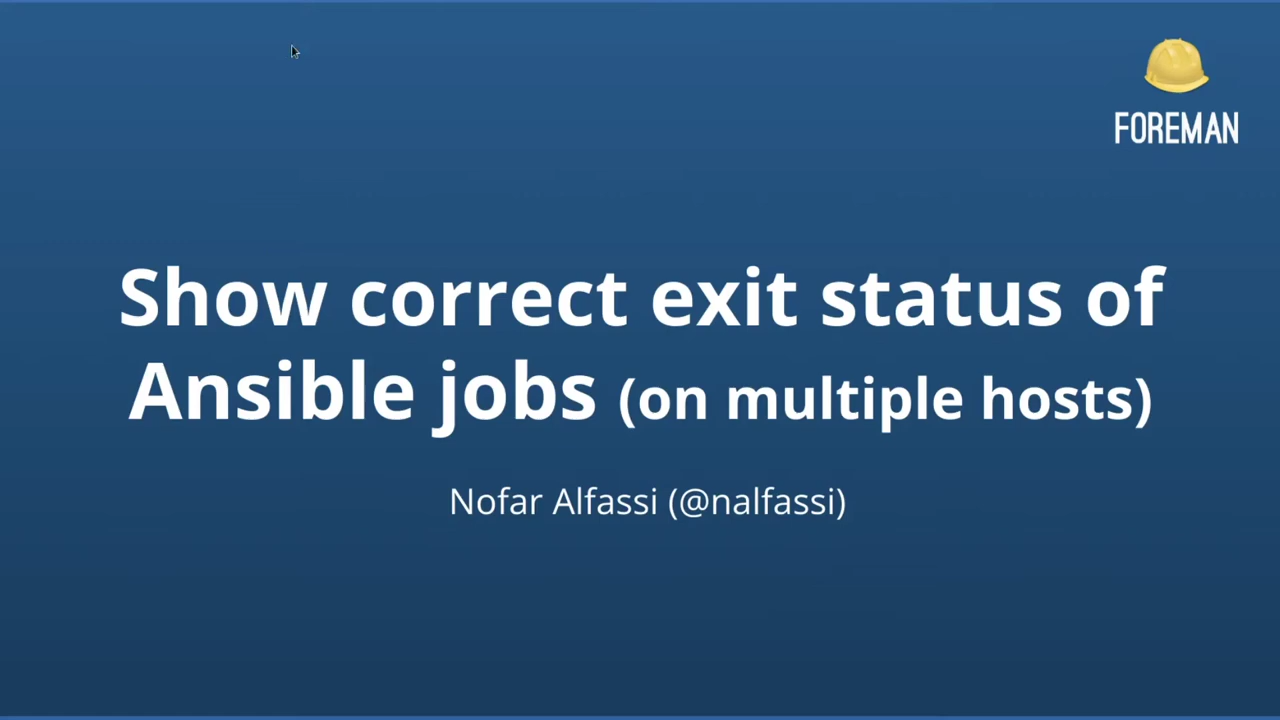 FOREMAN
Show correct exit status of
Ansible jobs (on multiple hosts)
Nofar Alfassi (@nalfassi)